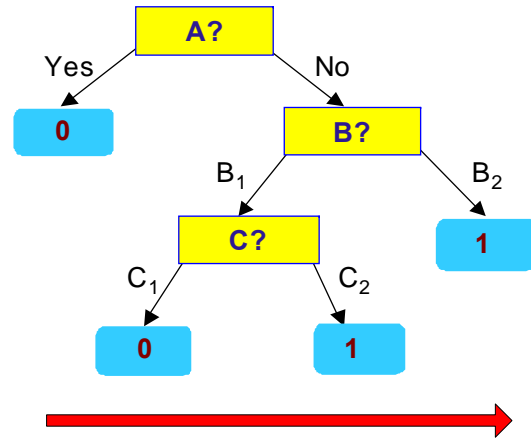 A?
Yes No
0 B?
B₁ B₂
C? 1
C₁ C₂
0 1